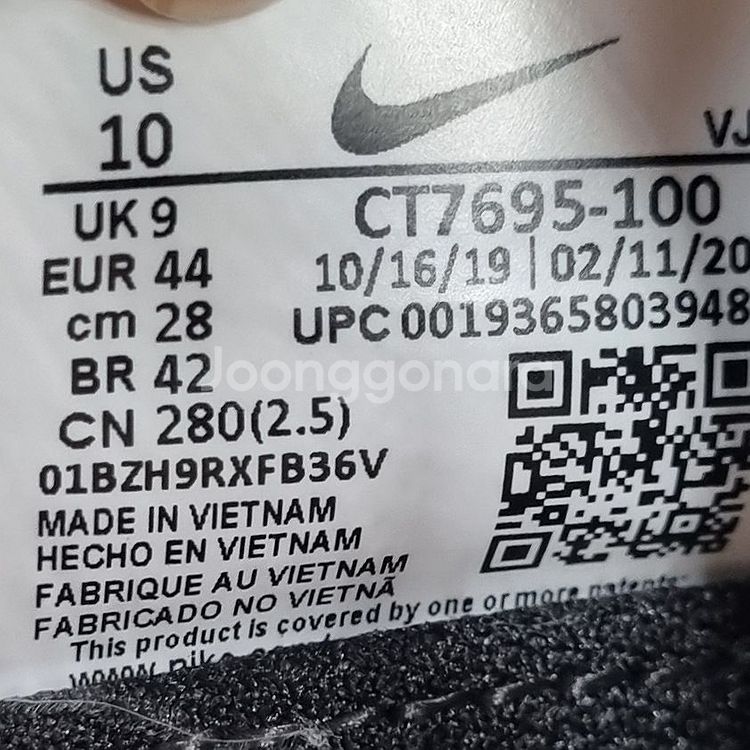 US
10
VJ
UK 9
CT7695-100
EUR 44
10/16/19 | 02/11/20
cm 28
UPC 0019365803948
BR 42
Joonggonara
CN 280(2.5)
01BZH9RXFB36V
MADE IN VIETNAM
HECHO EN VIETNAM
FABRIQUE AU VIETNAM
FABRICADO NO VIETNÃ
This product is covered by one or more patents